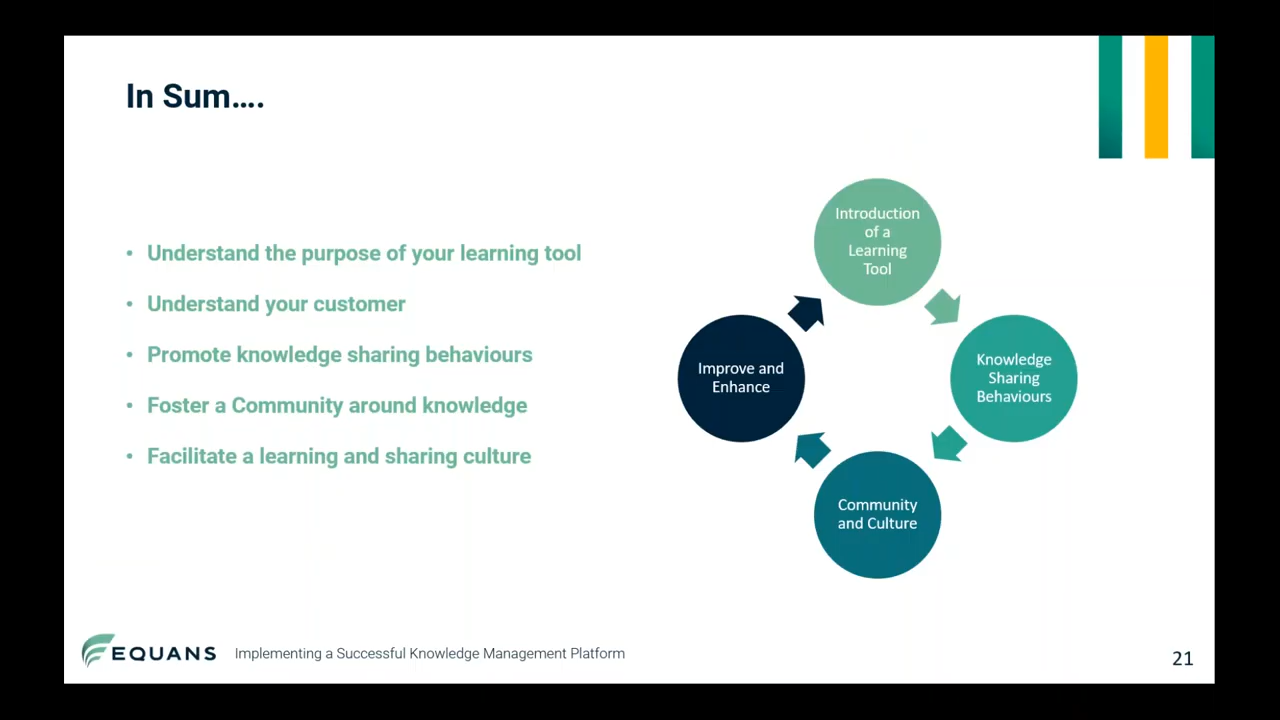 In Sum....
• Understand the purpose of your learning tool
• Understand your customer
• Promote knowledge sharing behaviours
• Foster a Community around knowledge
• Facilitate a learning and sharing culture
Introduction
of a
Learning
Tool
Knowledge
Sharing
Behaviours
Community
and Culture
Improve and
Enhance
EQUANS
Implementing a Successful Knowledge Management Platform
21